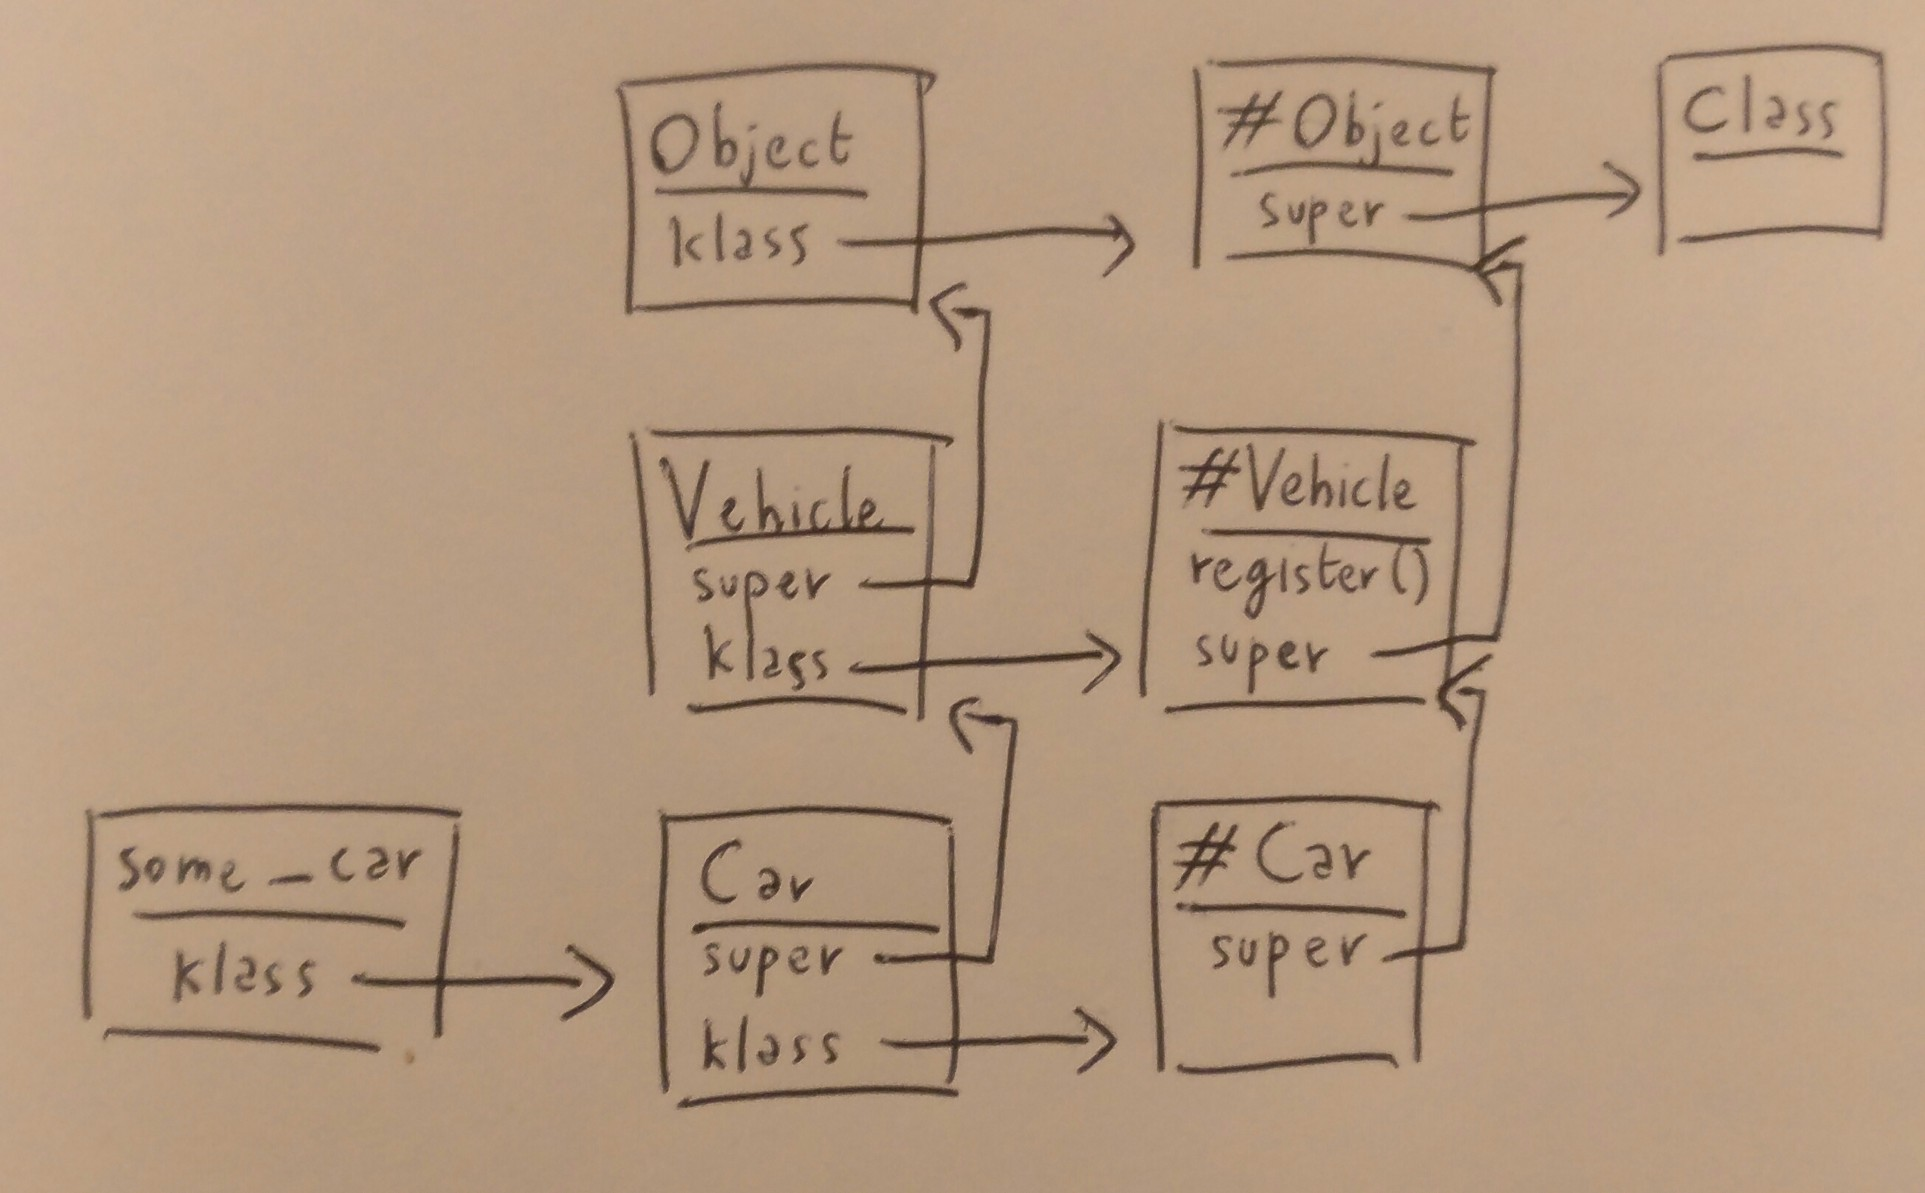 Object
klass
#Object
super
Class
Vehicle
super
klass
#Vehicle
register()
super
some_car
klass
Car
super
klass
#Car
super